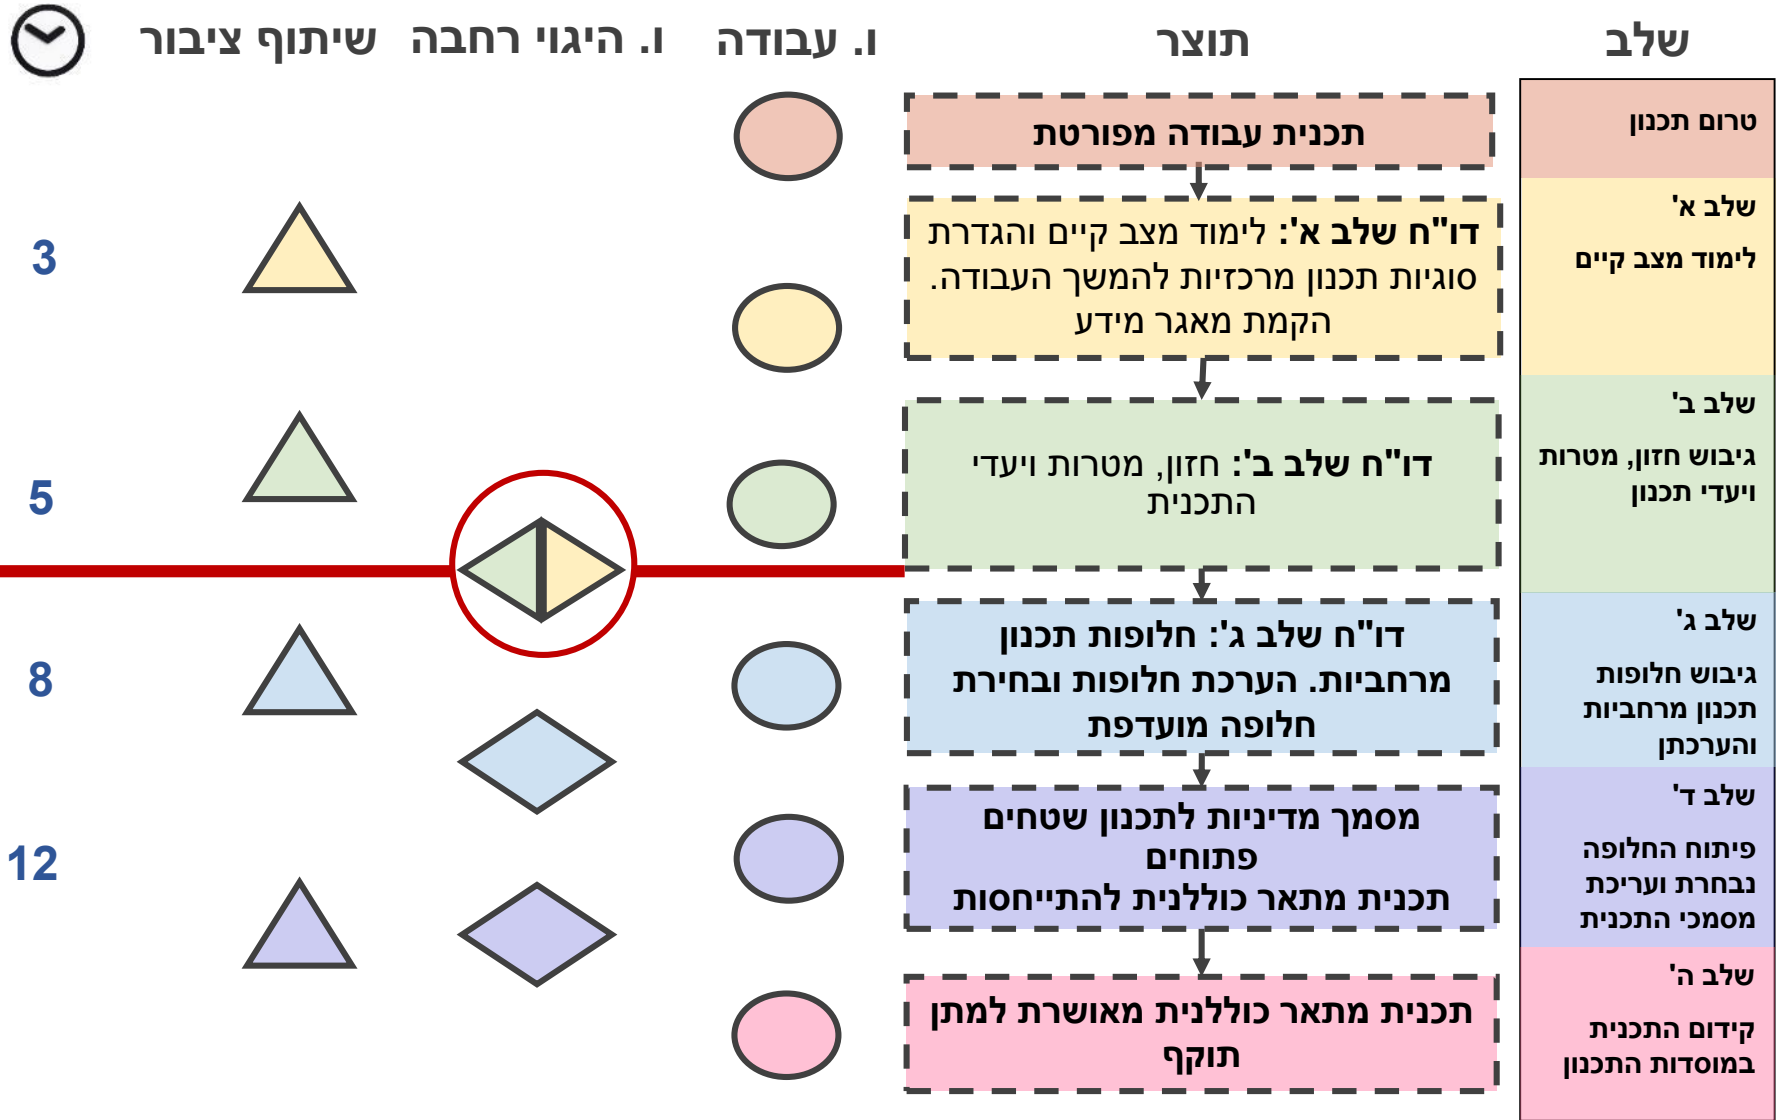 שלב
תוצר
ו. עבודה
ו. היגוי רחבה
שיתוף ציבור
טרום תכנון
תכנית עבודה מפורטת
שלב א'
לימוד מצב קיים
דו"ח שלב א': לימוד מצב קיים והגדרת
סוגיות תכנון מרכזיות להמשך העבודה.
הקמת מאגר מידע
3
שלב ב'
גיבוש חזון, מטרות
ויעדי תכנון
דו"ח שלב ב': חזון, מטרות ויעדי
התכנית
5
שלב ג'
גיבוש חלופות
תכנון מרחביות
והערכתן
דו"ח שלב ג': חלופות תכנון
מרחביות. הערכת חלופות ובחירת
חלופה מועדפת
8
שלב ד'
פיתוח החלופה
נבחרת ועריכת
מסמכי התכנית
מסמך מדיניות לתכנון שטחים
פתוחים
תכנית מתאר כוללנית להתייחסות
12
שלב ה'
קידום התכנית
במוסדות התכנון
תכנית מתאר כוללנית מאושרת למתן
תוקף